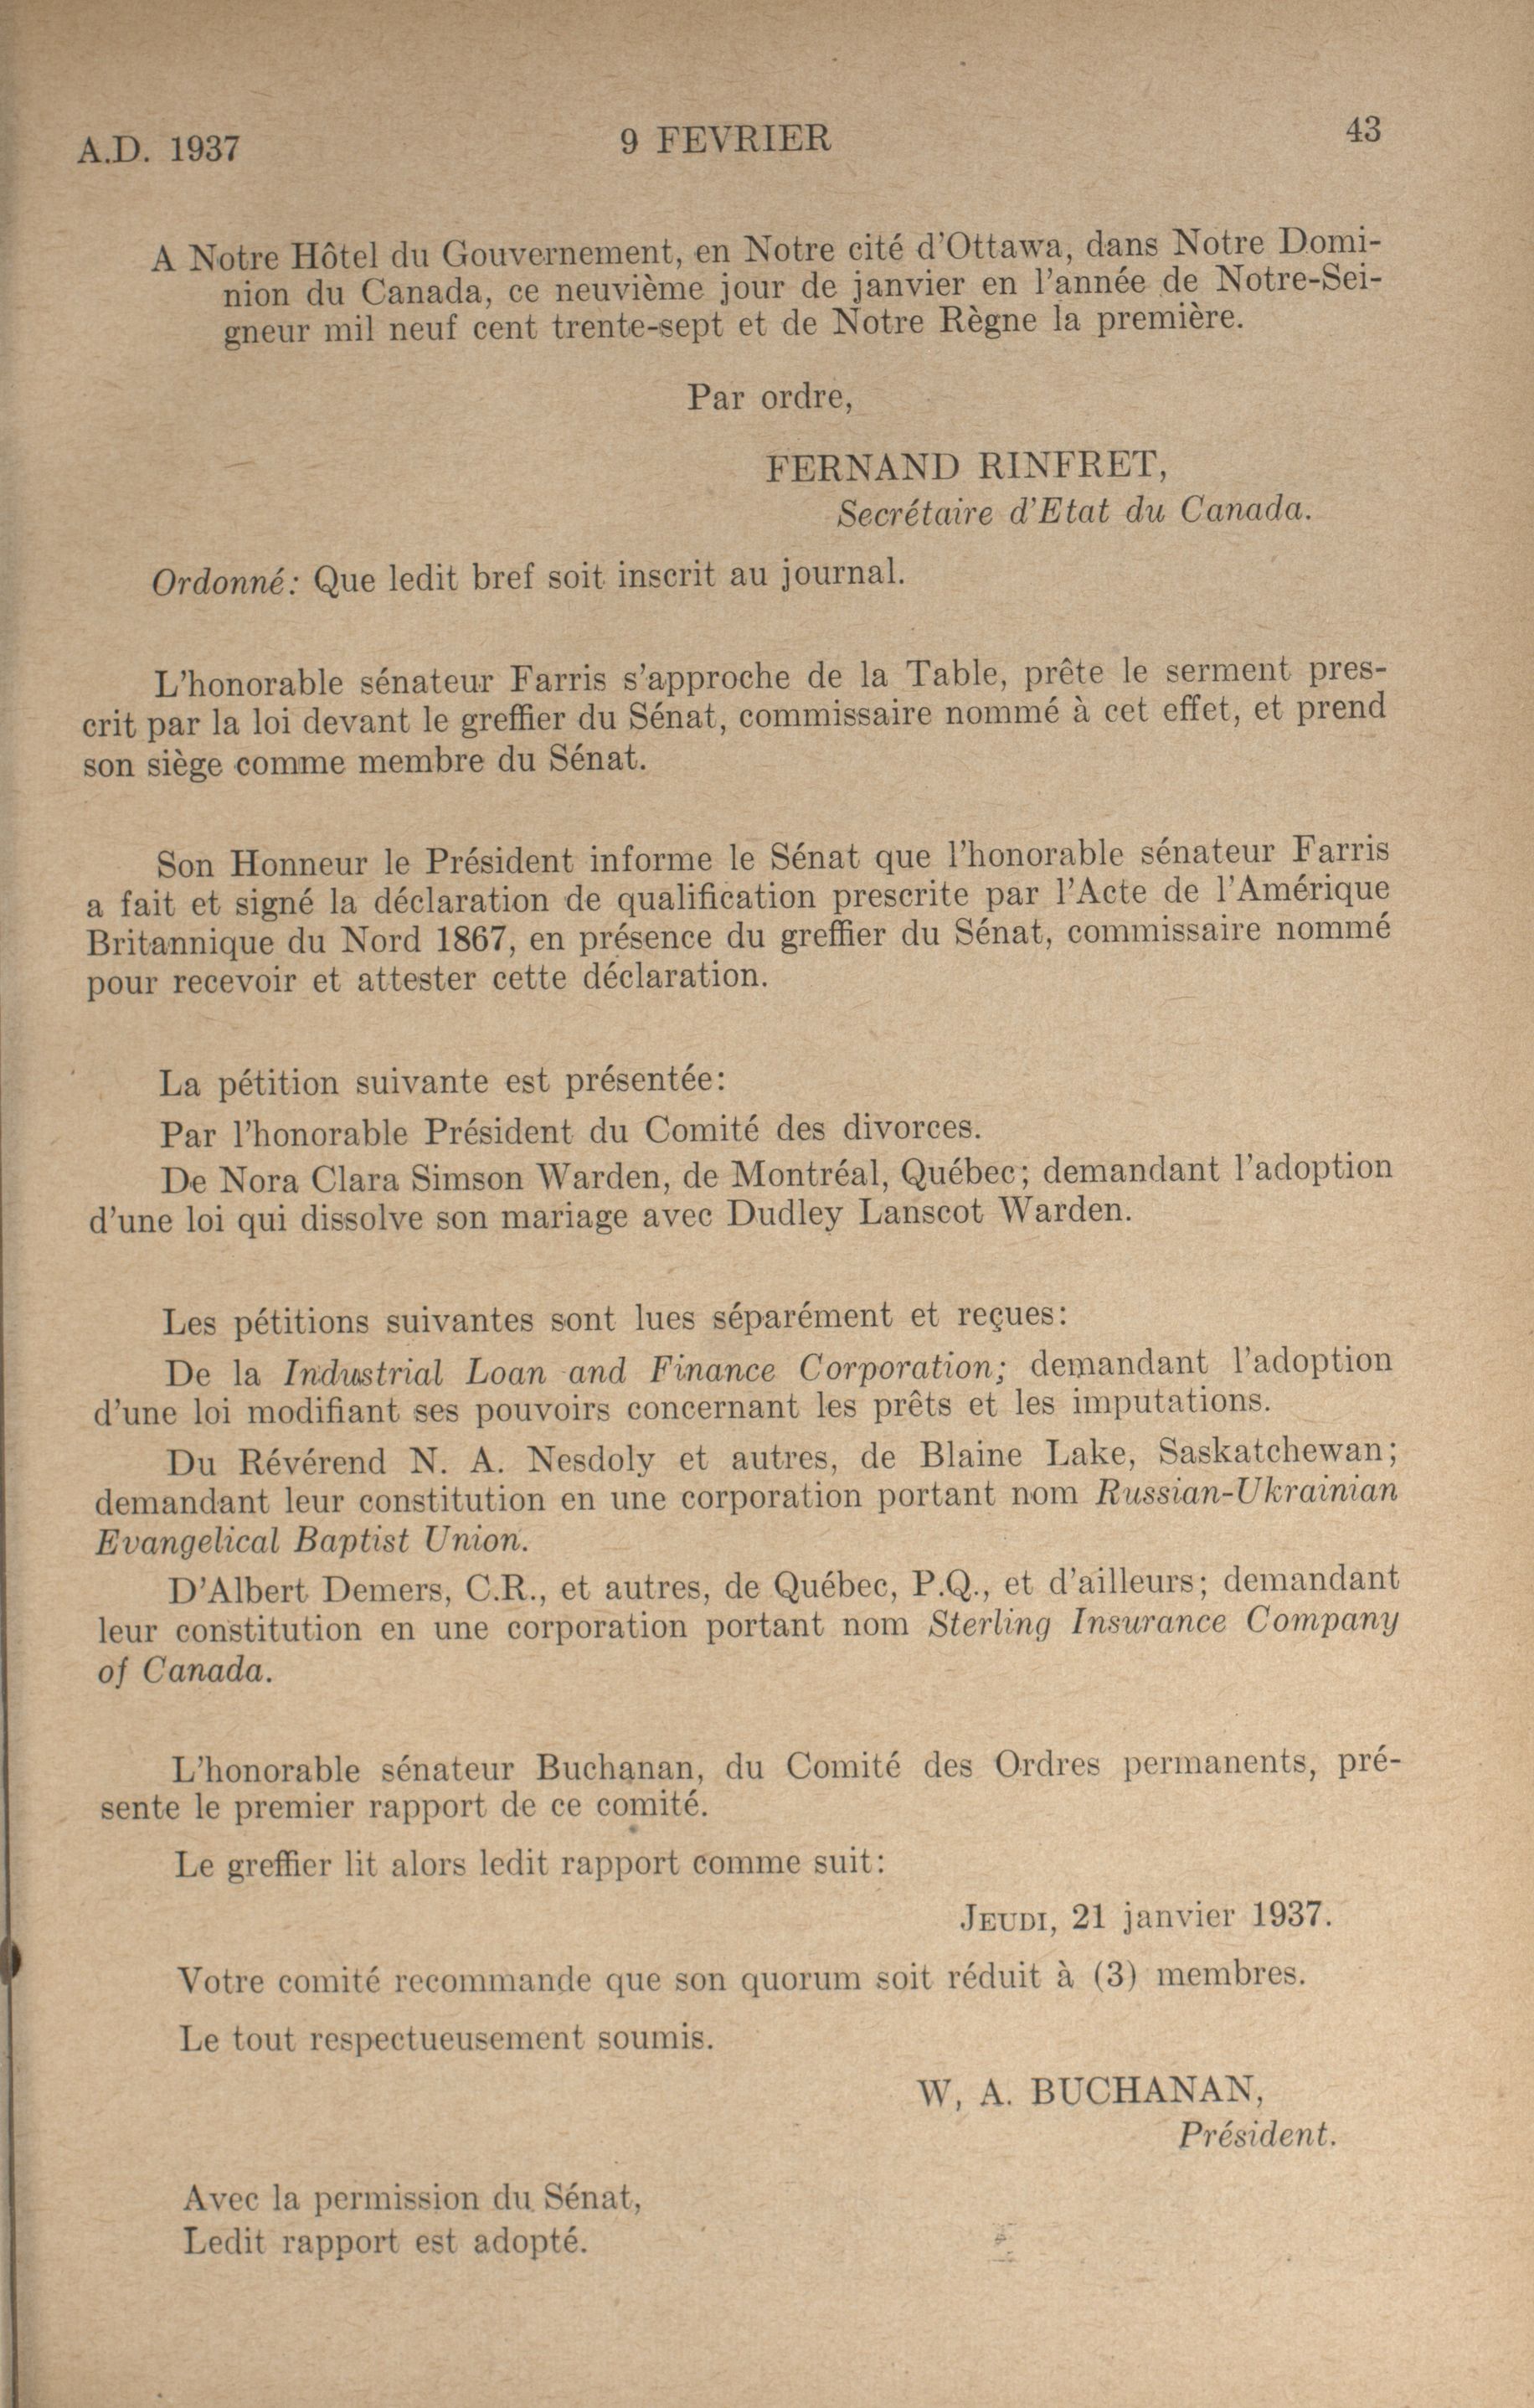 A.D. 1937 9 FEVRIER 43
A Notre Hôtel du Gouvernement, en Notre cité d'Ottawa, dans Notre Domi-
nion du Canada, ce neuvième jour de janvier en l'année de Notre-Sei-
gneur mil neuf cent trente-sept et de Notre Règne la première.
Par ordre,
FERNAND RINFRET,
Secrétaire d'Etat du Canada.
Ordonné: Que ledit bref soit inscrit au journal.
L'honorable sénateur Farris s'approche de la Table, prête le serment pres-
crit par la loi devant le greffier du Sénat, commissaire nommé à cet effet, et prend
son siège comme membre du Sénat.
Son Honneur le Président informe le Sénat que l'honorable sénateur Farris
a fait et signé la déclaration de qualification prescrite par l'Acte de l'Amérique
Britannique du Nord 1867, en présence du greffier du Sénat, commissaire nommé
pour recevoir et attester cette déclaration.
La pétition suivante est présentée:
Par l'honorable Président du Comité des divorces.
De Nora Clara Simson Warden, de Montréal, Québec; demandant l'adoption
d'une loi qui dissolve son mariage avec Dudley Lanscot Warden.
Les pétitions suivantes sont lues séparément et reçues:
De la Industrial Loan and Finance Corporation; demandant l'adoption
d'une loi modifiant ses pouvoirs concernant les prêts et les imputations.
Du Révérend N. A. Nesdoly et autres, de Blaine Lake, Saskatchewan;
demandant leur constitution en une corporation portant nom Russian-Ukrainian
Evangelical Baptist Union.
D'Albert Demers, C.R., et autres, de Québec, P.Q., et d'ailleurs; demandant
leur constitution en une corporation portant nom Sterling Insurance Company
of Canada.
L'honorable sénateur Buchanan, du Comité des Ordres permanents, pré-
sente le premier rapport de ce comité.
Le greffier lit alors ledit rapport comme suit:
JEUDI, 21 janvier 1937.
Votre comité recommande que son quorum soit réduit à (3) membres.
Le tout respectueusement soumis.
W, A. BUCHANAN,
Président.
Avec la permission du Sénat,
Ledit rapport est adopté.